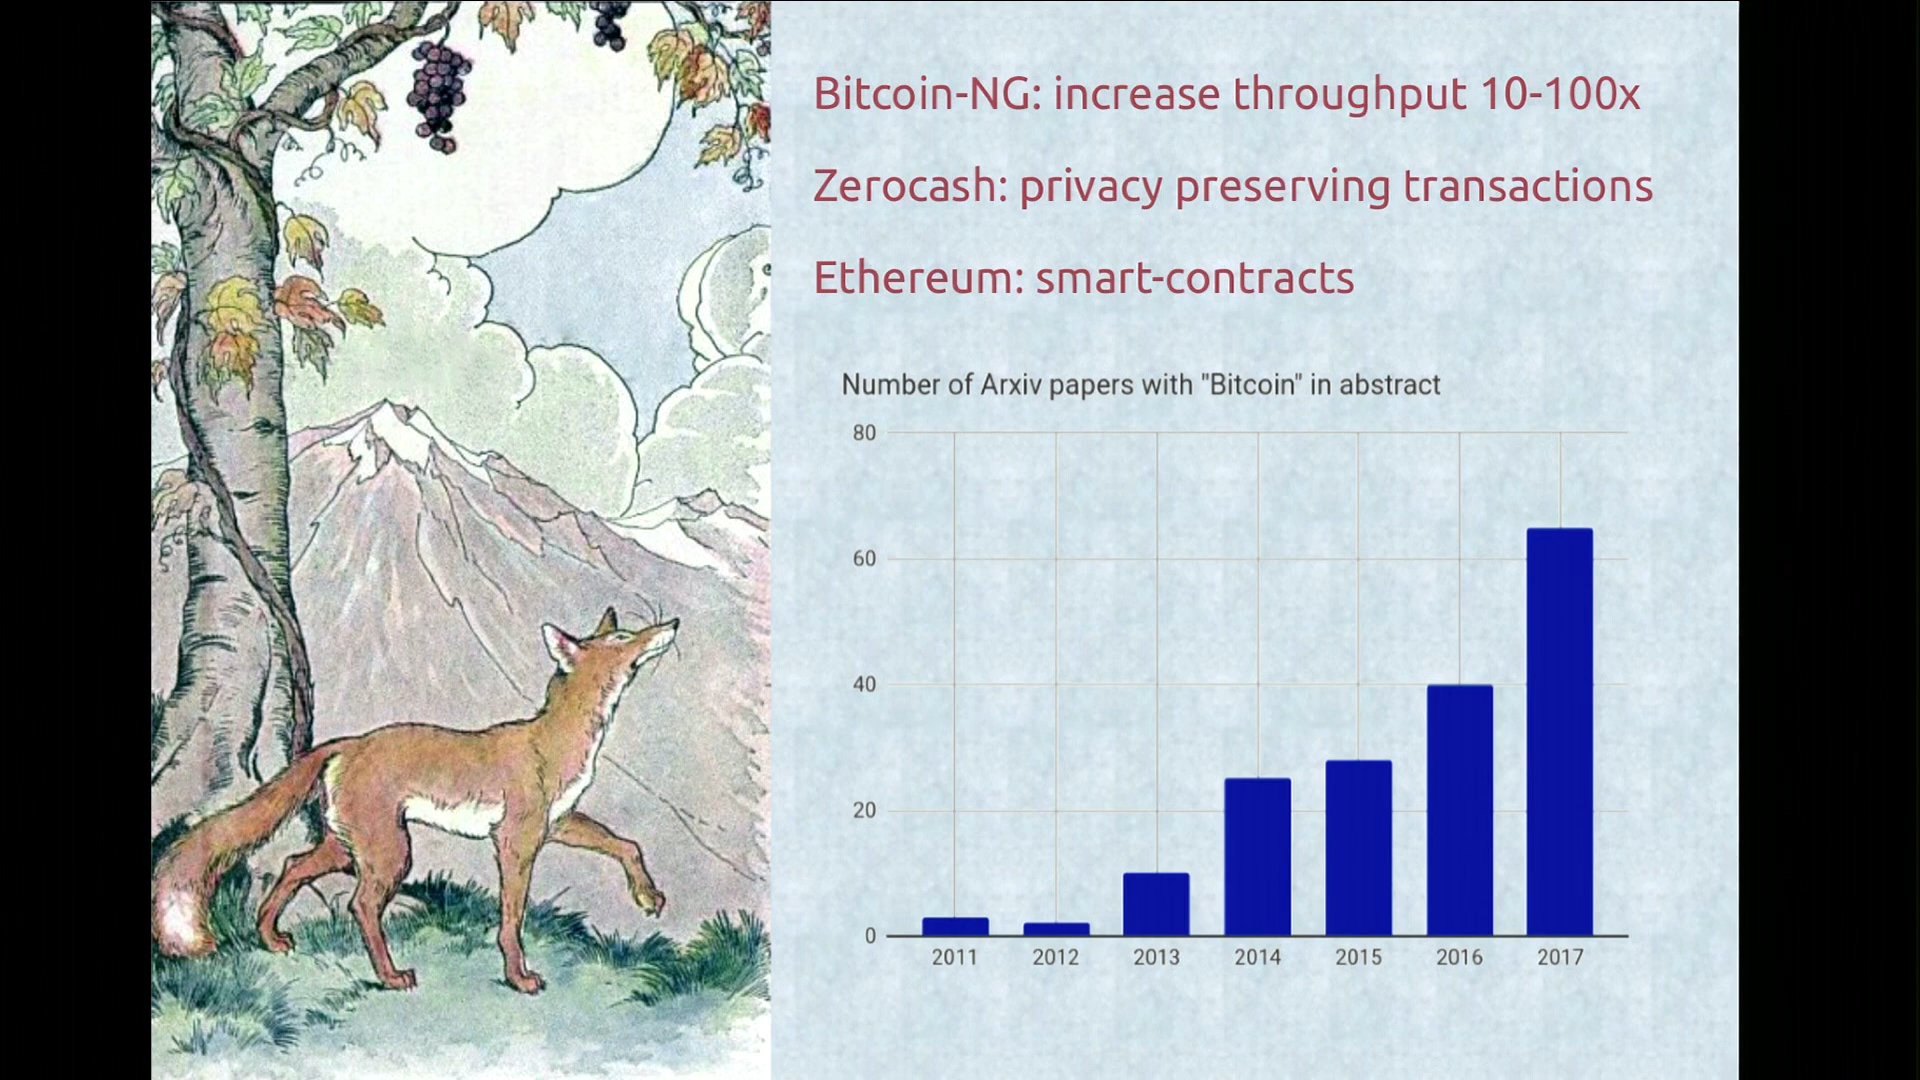 Bitcoin-NG: increase throughput 10-100x
Zerocash: privacy preserving transactions
Ethereum: smart-contracts
Number of Arxiv papers with "Bitcoin" in abstract
80
60
40
20
0
2011 2012 2013 2014 2015 2016 2017